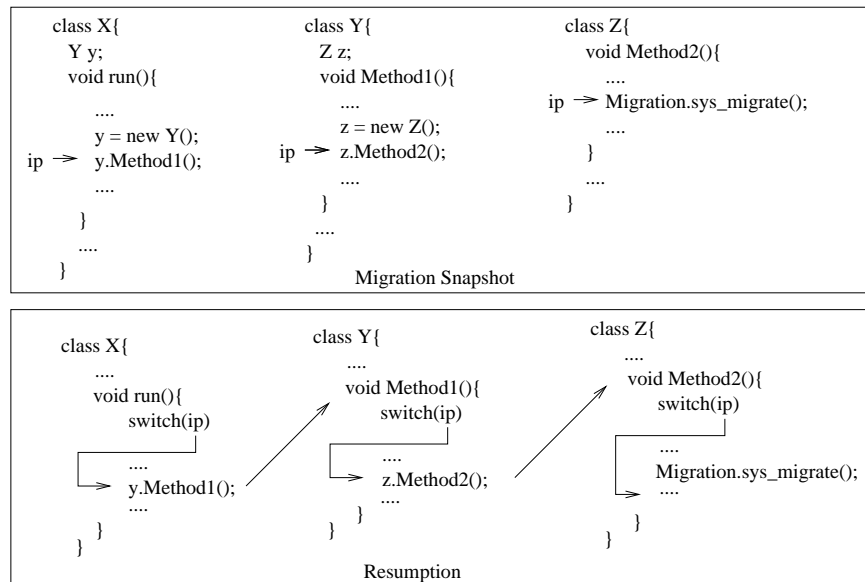 class X{
Y y;
void run(){
....
y = new Y();
ip
y.Method1();
....
}
....
}
class Y{
Z z;
void Method1(){
....
z = new Z();
ip
z.Method2();
....
}
....
}
class Z{
void Method2(){
....
ip
Migration.sys_migrate();
....
}
....
}
Migration Snapshot
class X{
....
void run(){
switch(ip)
....
y.Method1();
....
}
}
class Y{
....
void Method1(){
switch(ip)
....
z.Method2();
....
}
}
class Z{
....
void Method2(){
switch(ip)
....
Migration.sys_migrate();
....
}
}
Resumption